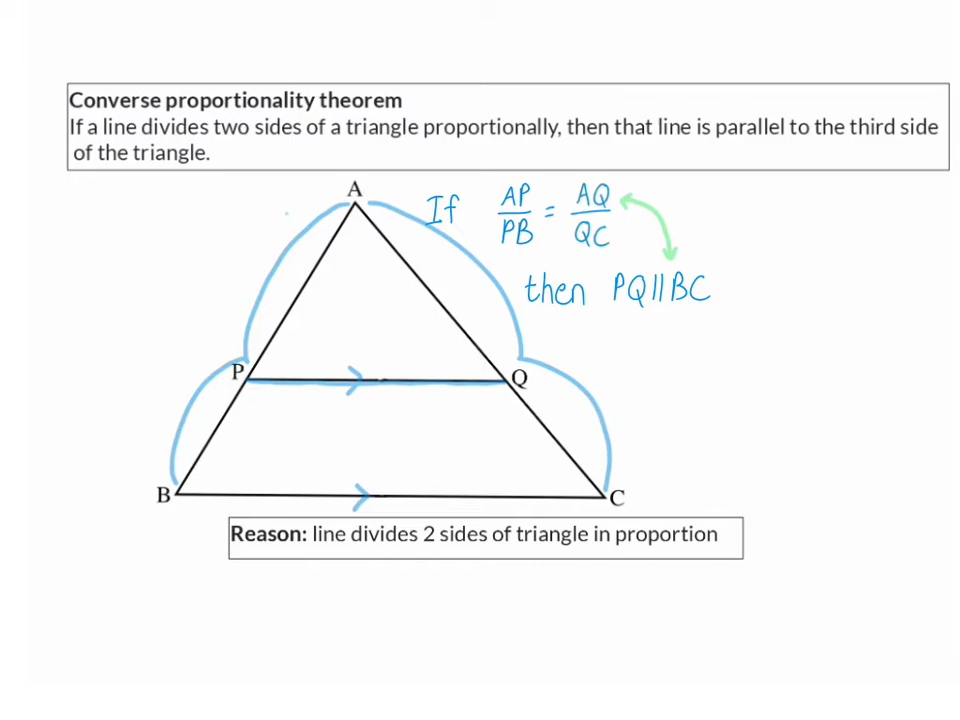 Converse proportionality theorem
If a line divides two sides of a triangle proportionally, then that line is parallel to the third side
of the triangle.
A
If AP/PB = AQ/QC
then PQ||BC
P
Q
B
C
Reason: line divides 2 sides of triangle in proportion